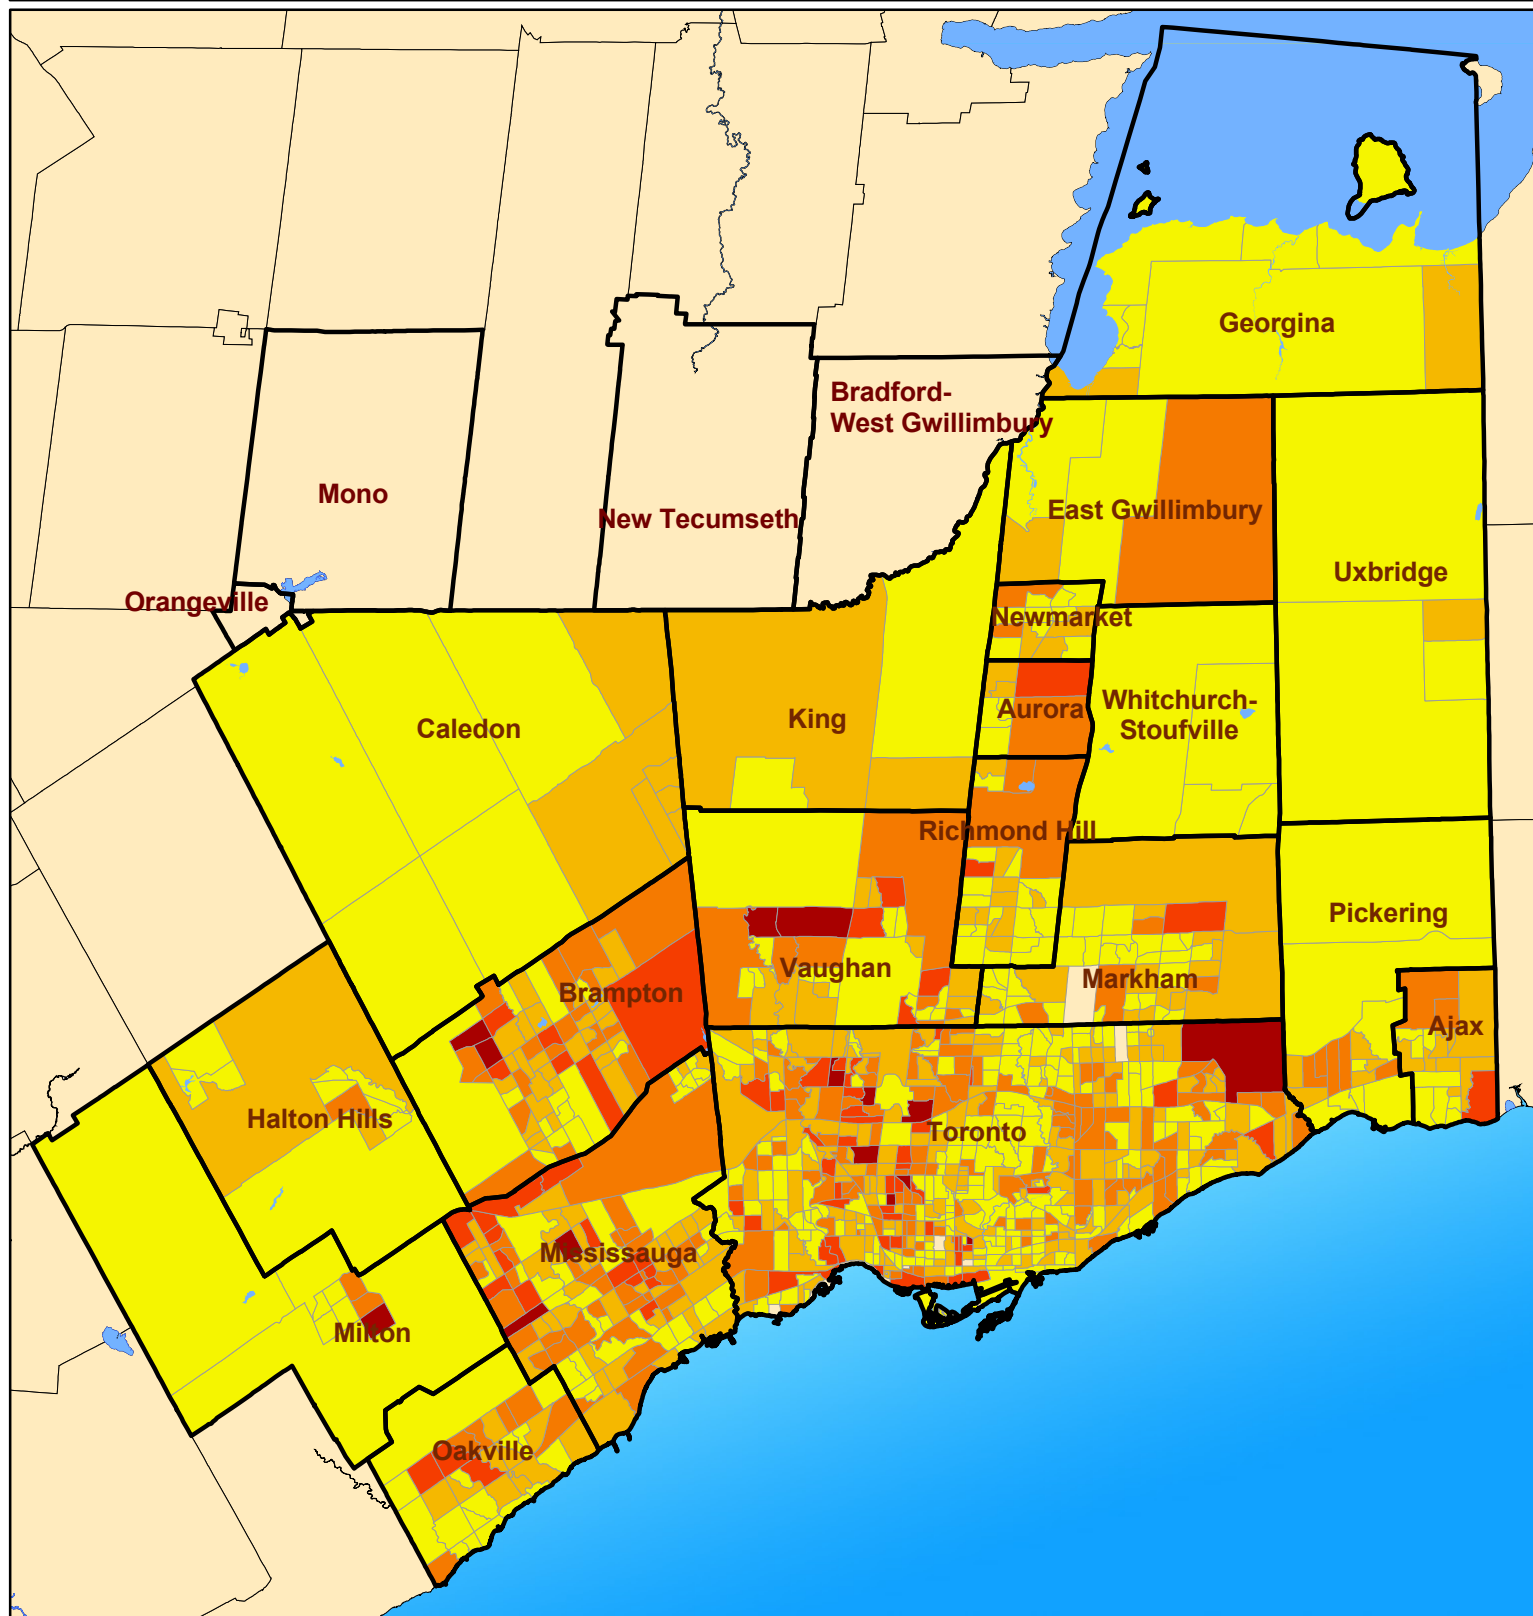 Georgina
Bradford-
West Gwillimbury
Mono
New Tecumseth
East Gwillimbury
Uxbridge
Orangeville
Newmarket
Caledon
King
Aurora
Whitchurch-
Stoufville
Richmond Hill
Pickering
Vaughan
Markham
Brampton
Ajax
Halton Hills
Toronto
Mississauga
Milton
Oakville